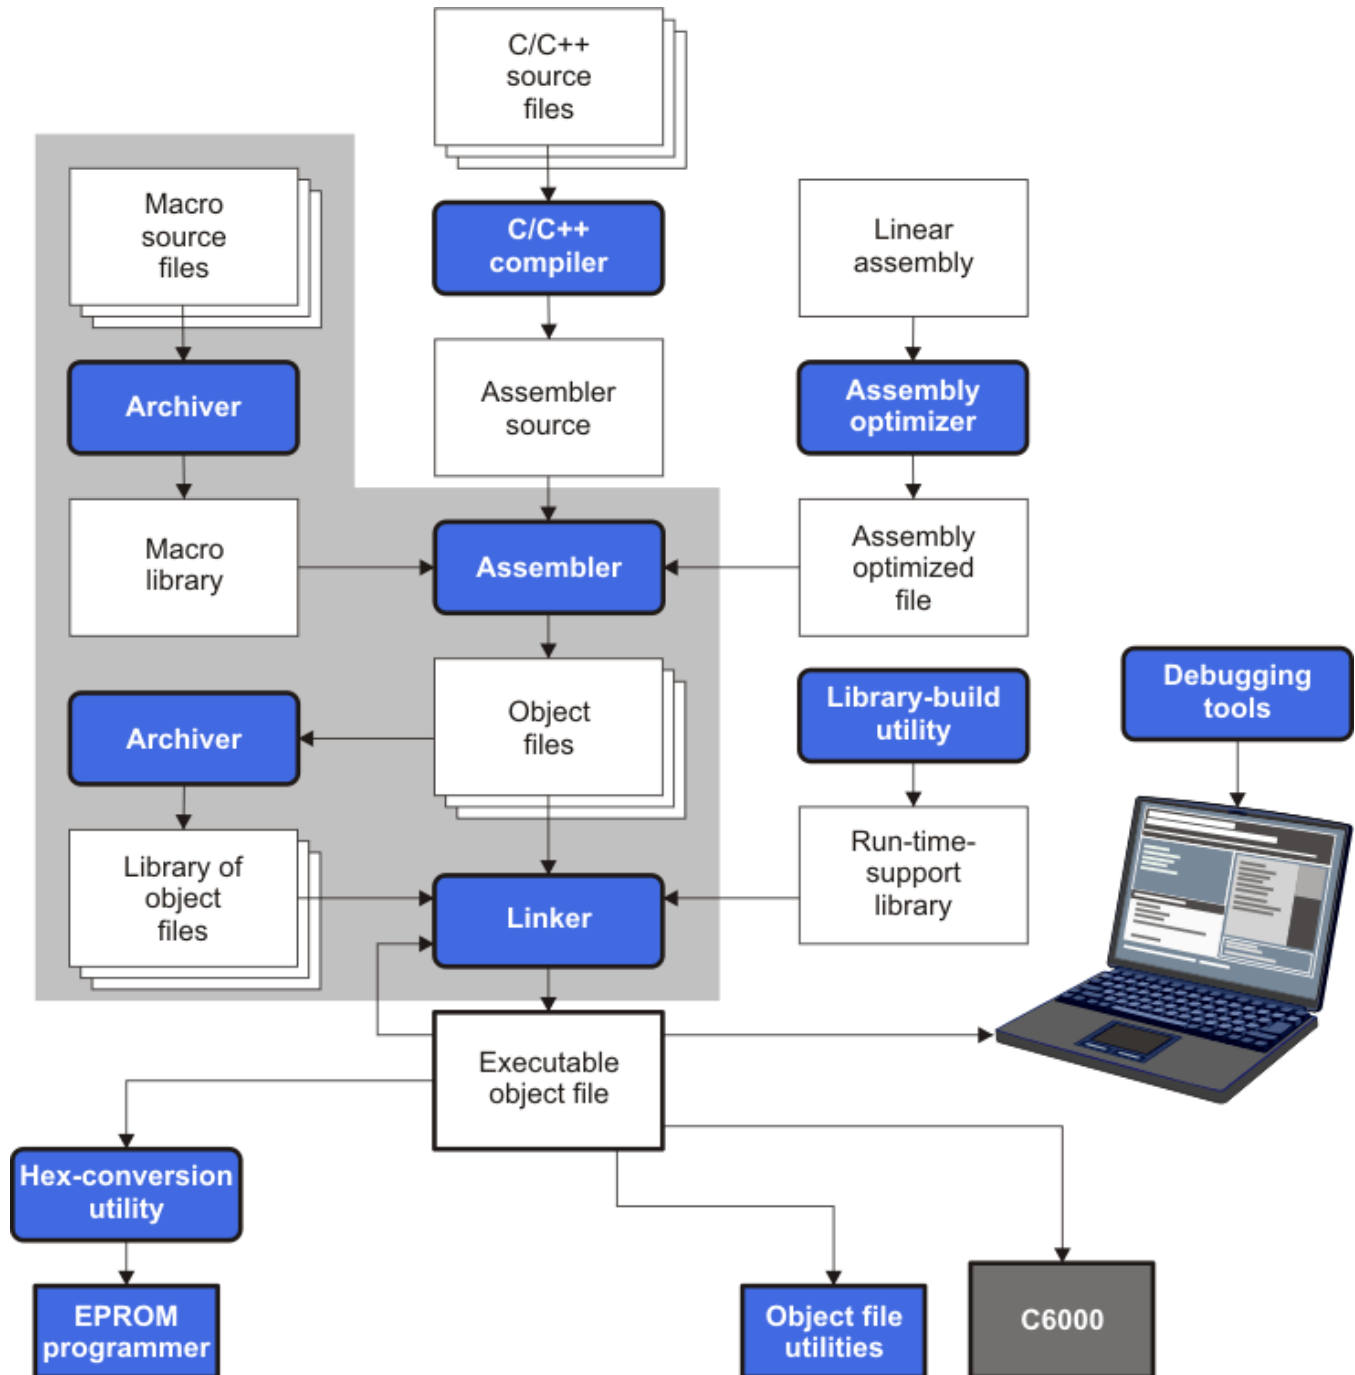 C/C++
source
files
Macro
source
files
C/C++
compiler
Linear
assembly
Archiver
Assembler
source
Assembly
optimizer
Macro
library
Assembler
Assembly
optimized
file
Archiver
Object
files
Library-build
utility
Debugging
tools
Library of
object
files
Linker
Run-time-
support
library
Executable
object file
Hex-conversion
utility
EPROM
programmer
Object file
utilities
C6000